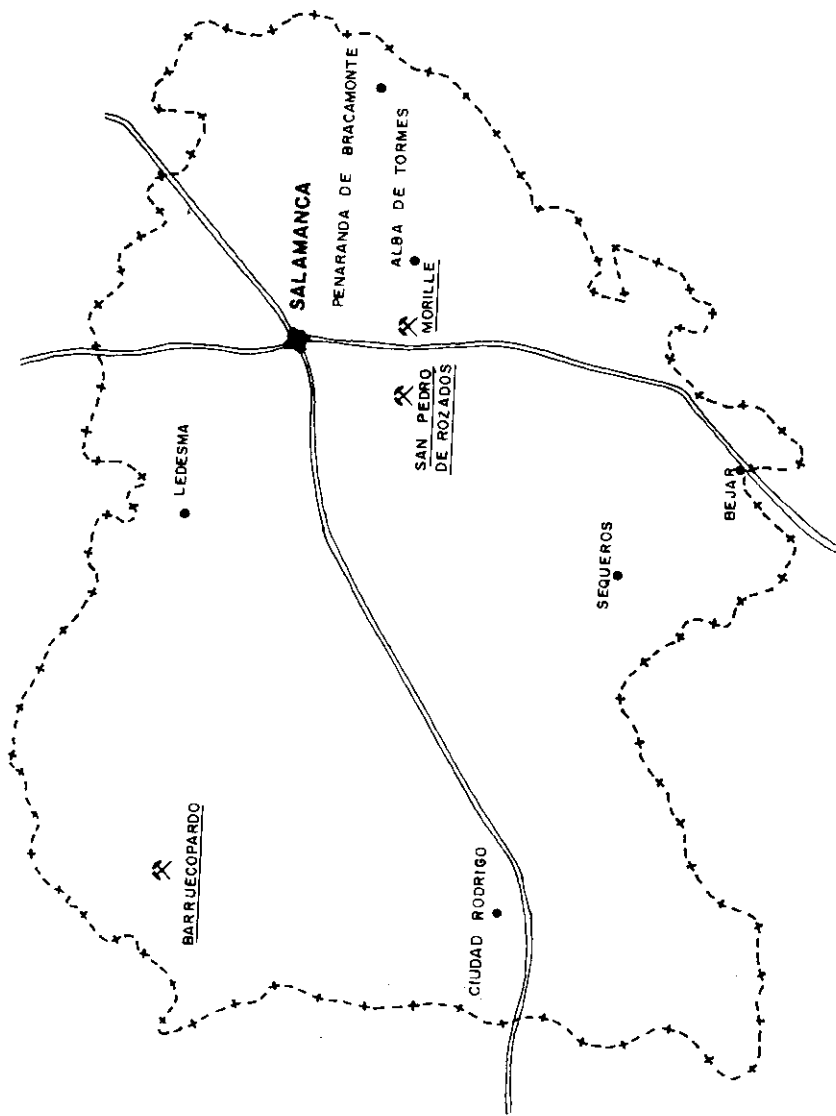 SALAMANCA
PENARANDA DE BRACAMONTE
ALBA DE TORMES
MORILLE
SAN PEDRO
DE ROZADOS
LEDESMA
BARRUECOPARDO
CIUDAD RODRIGO
SEQUEROS
BEJAR